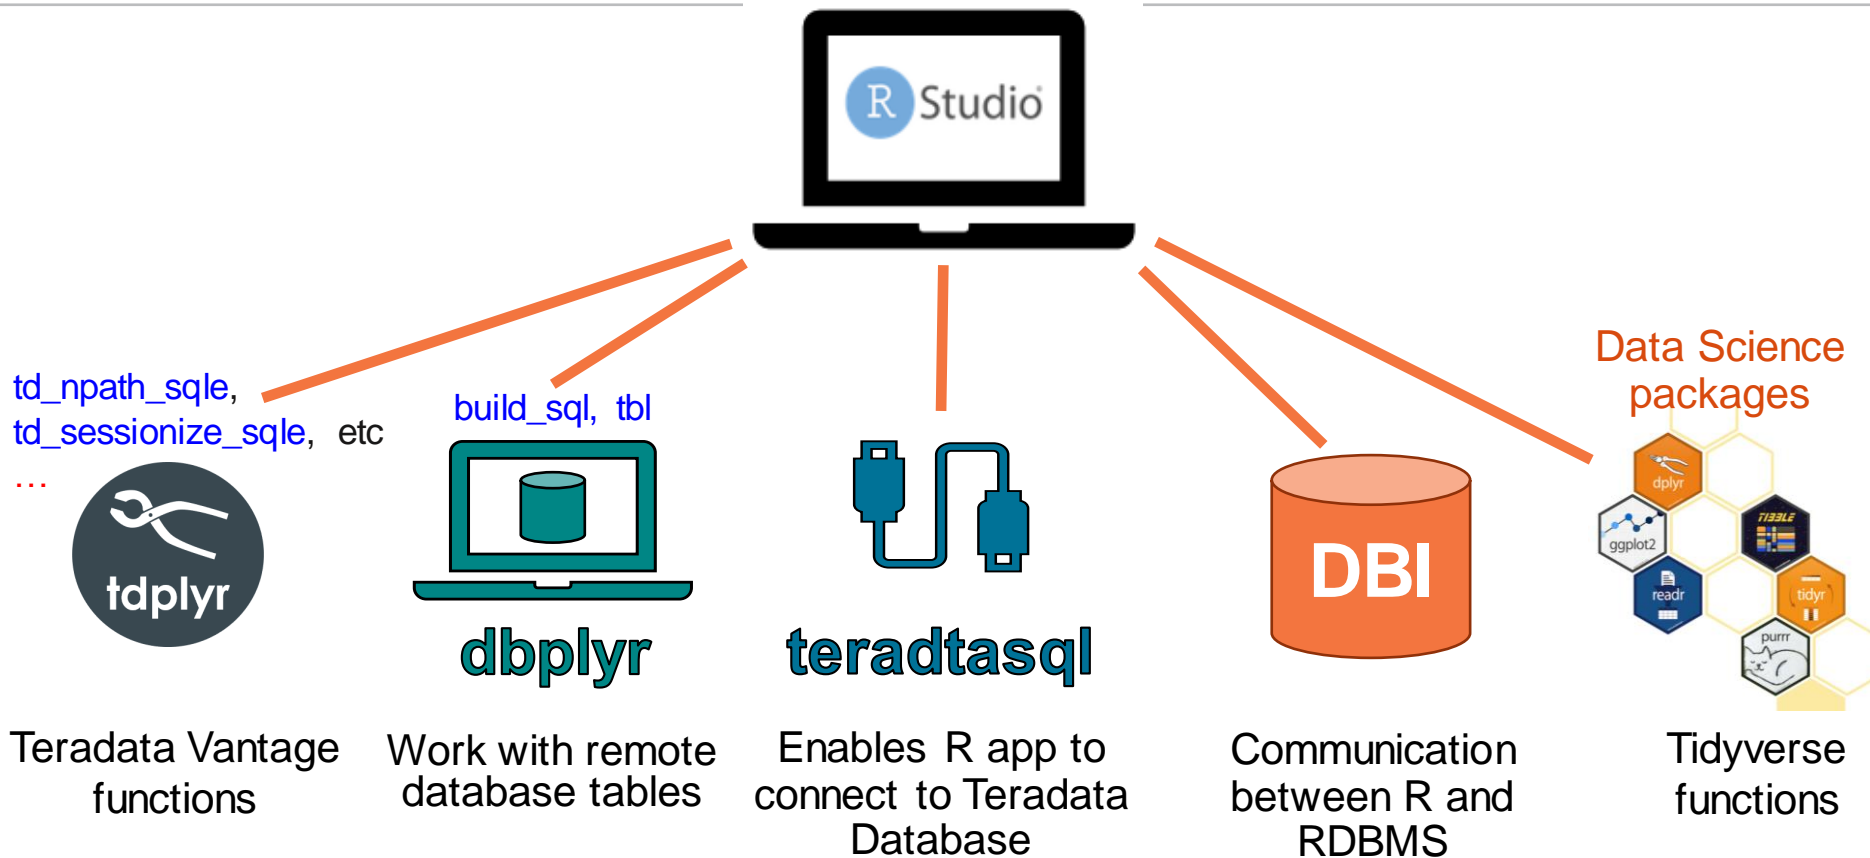 R Studio
td_npath_sqle,
td_sessionize_sqle, etc
...
tdplyr
Teradata Vantage
functions
build_sql, tbl
dbplyr
Work with remote
database tables
teradtasql
Enables R app to
connect to Teradata
Database
DBI
Communication
between R and
RDBMS
Data Science
packages
dplyr
ggplot2
TIBBLE
readr
tidyr
purrr
Tidyverse
functions